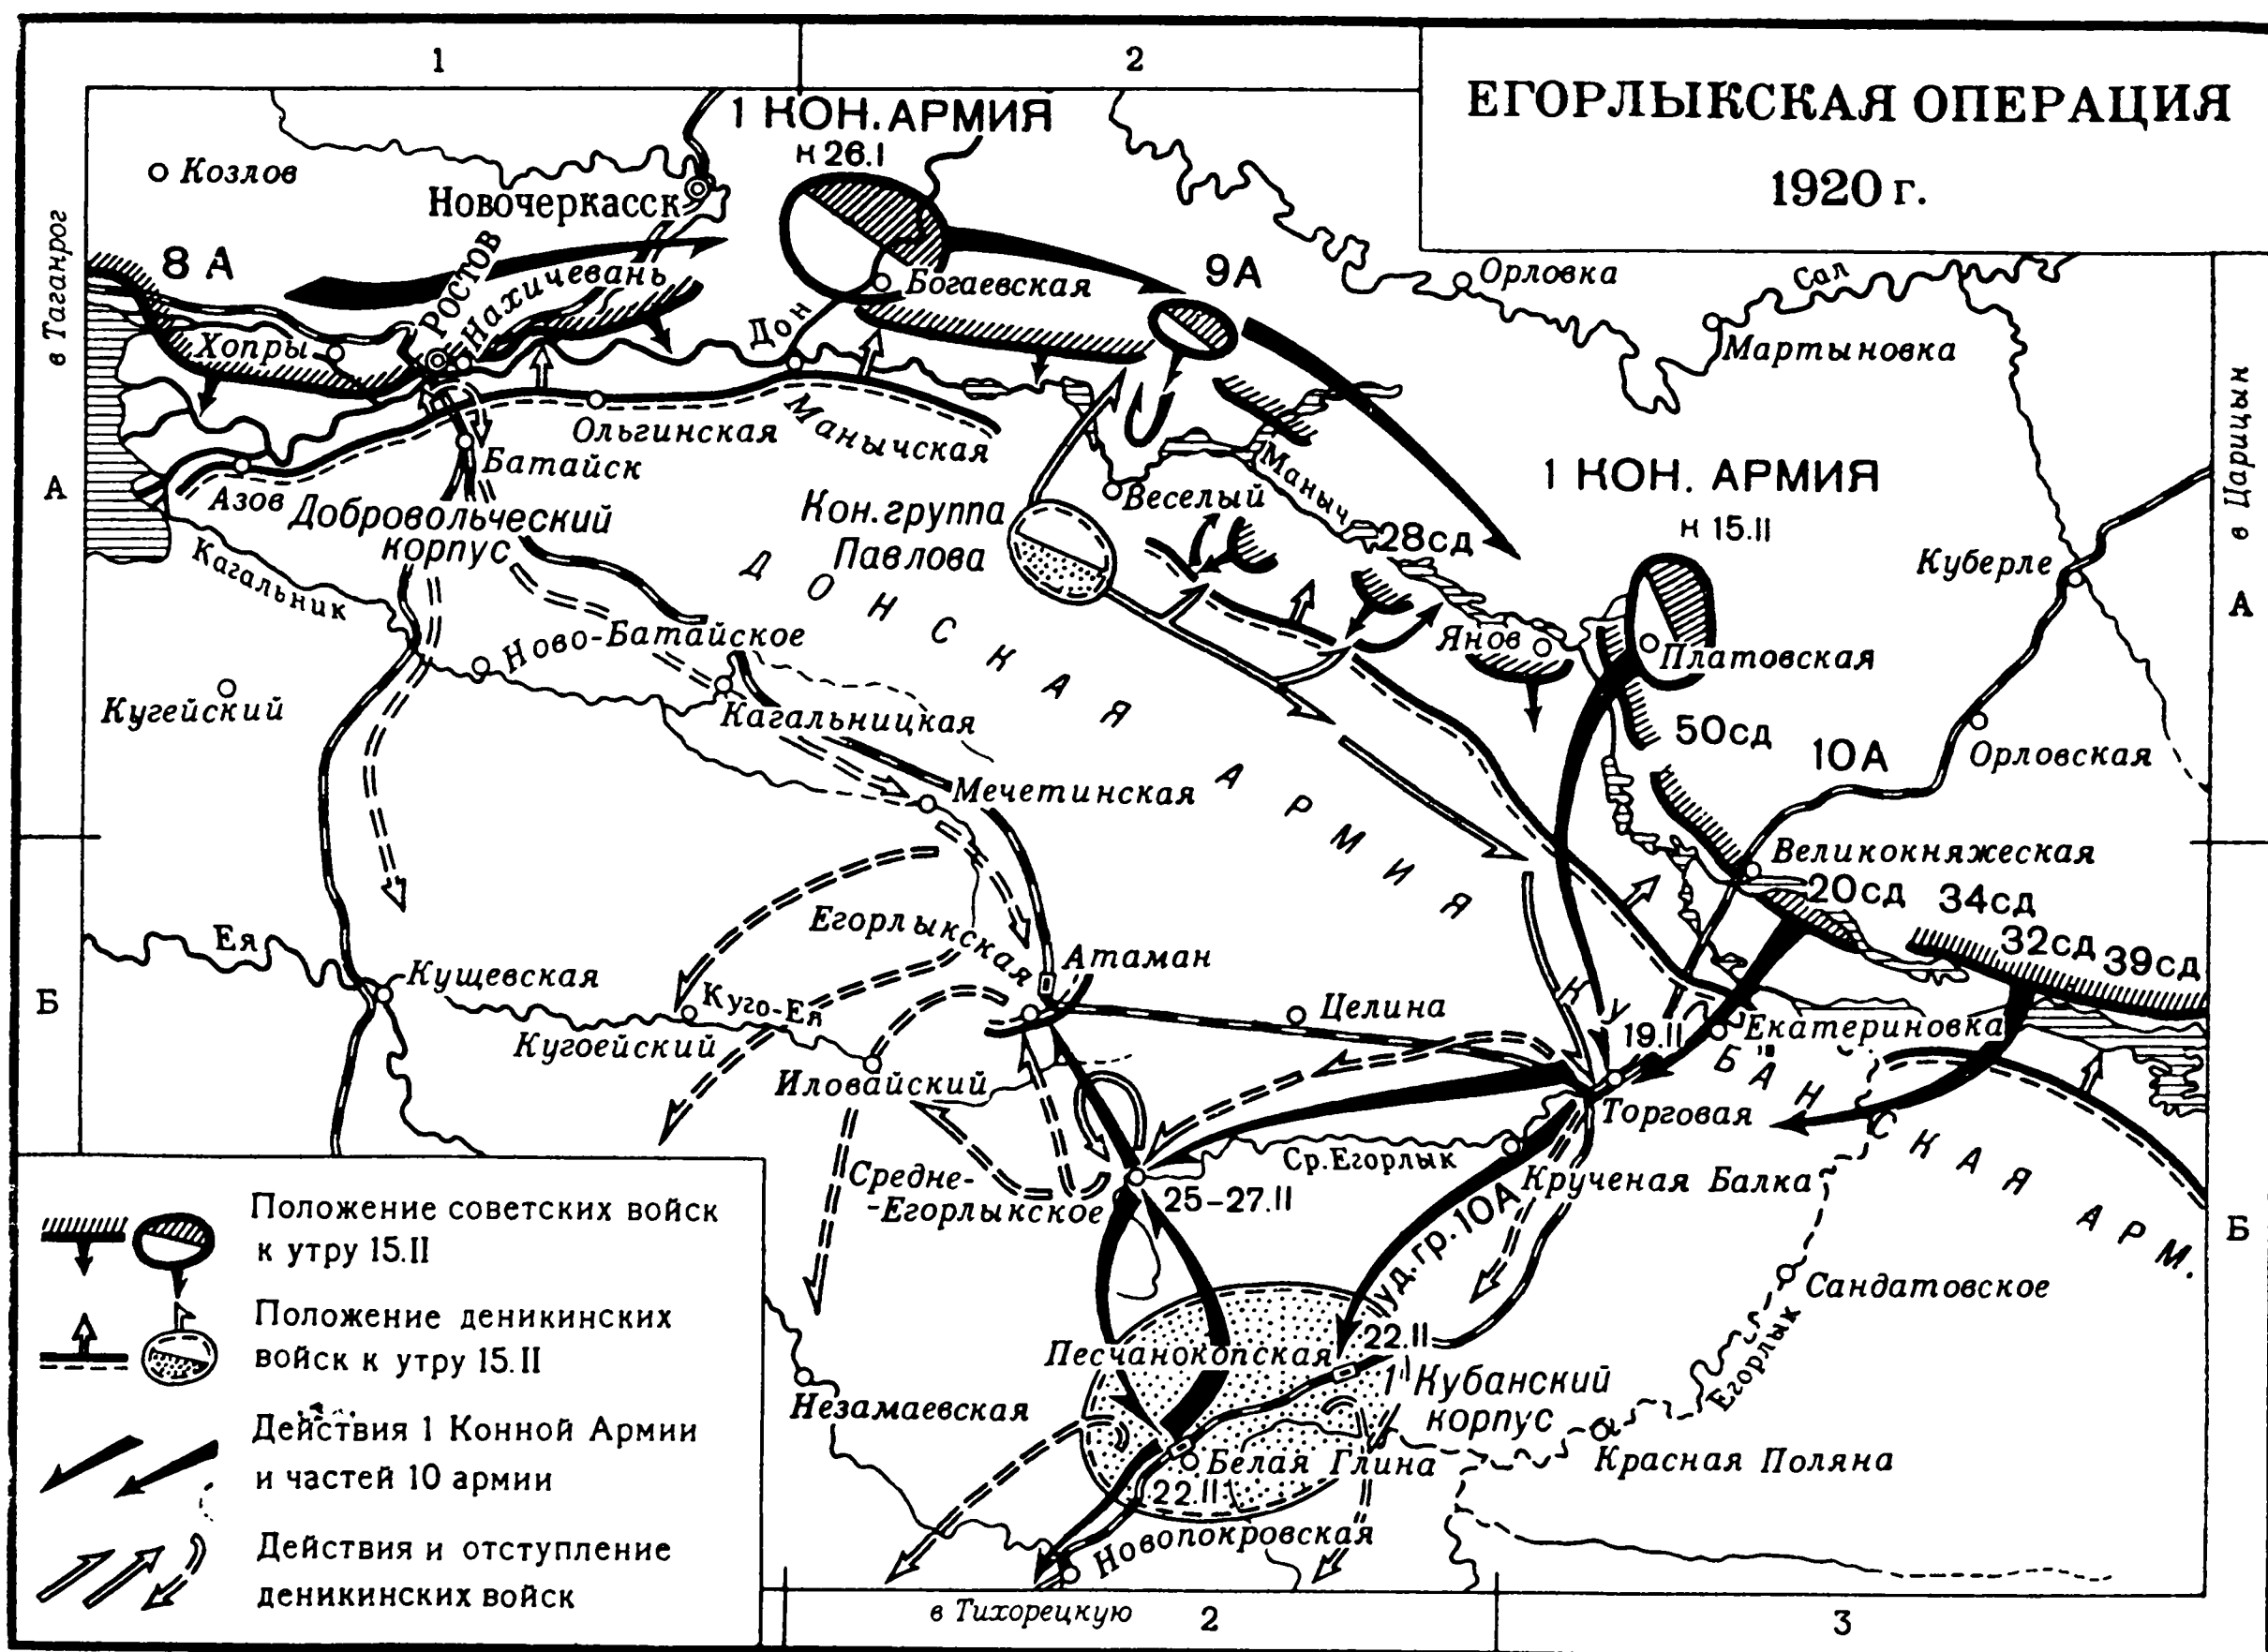 ЕГОРЛЫКСКАЯ ОПЕРАЦИЯ
1920 г.
1
2
1 КОН. АРМИЯ
к 26.I
Козлов
Новочеркасск
в Таганрог
8 А
Ростов
Нахичевань
Хопры
Богаевская
9А
Орловка
Сал
Мартыновка
Дон
Ольгинская
Манычская
Батайск
Азов
А
Добровольческий
корпус
Кагальник
Кон.группа
Павлова
Веселый
Маныч
28сд
1 КОН. АРМИЯ
к 15.II
в Царицын
Куберле
А
ДОНСКАЯ АРМИЯ
Ново-Батайское
Янов
Платовская
Кугейский
Кагальницкая
50сд
10А
Орловская
Мечетинская
Великокняжеская
20сд
34сд
32сд
39сд
Егорлыкская
Атаман
Ея
Кущевская
Б
Куго-Ея
Кугоейский
Целина
Иловайский
19.II
Екатериновка
КУБАНСКАЯ АРМ.
Торговая
Ср.Егорлык
Крученая Балка
Средне-
-Егорлыкское
25-27.II
уд.гр.10А
Б
Сандатовское
Егорлык
22.II
Песчанокопская
1 Кубанский
корпус
Незамаевская
Белая Глина
Красная Поляна
22.II
Новопокровская
в Тихорецкую
2
3
Положение советских войск
к утру 15.II
Положение деникинских
войск к утру 15.II
Действия 1 Конной Армии
и частей 10 армии
Действия и отступление
деникинских войск